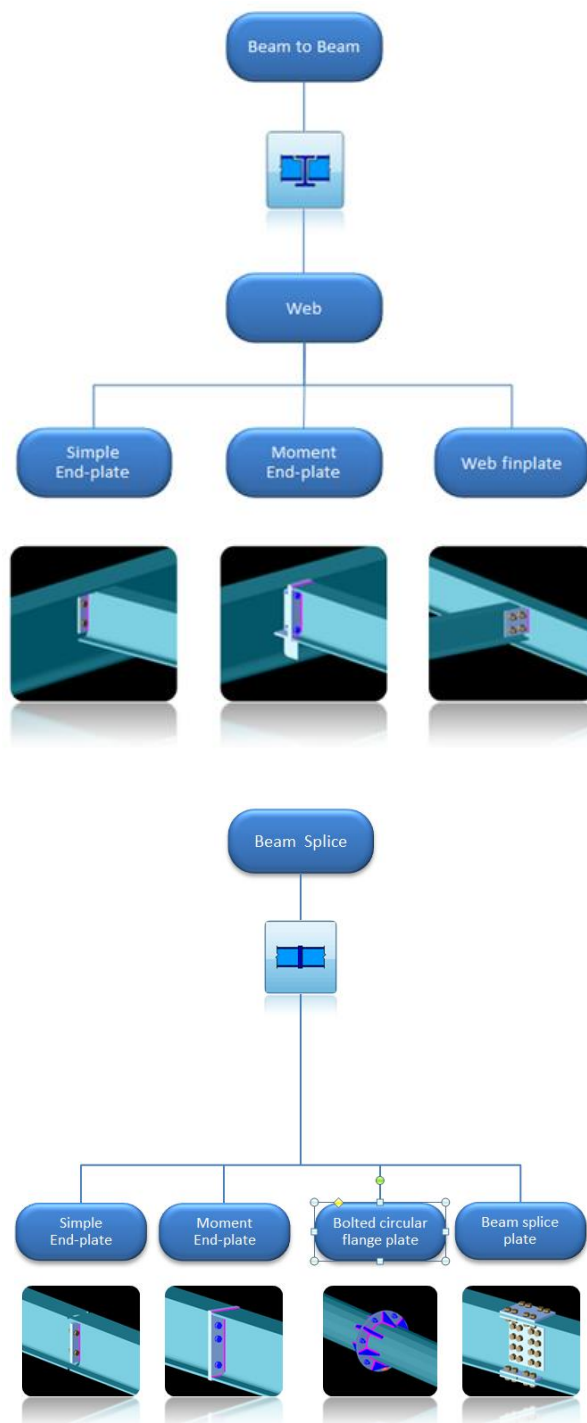 Beam to Beam
Web
Simple
End-plate
Moment
End-plate
Web finplate
Beam Splice
Simple
End-plate
Moment
End-plate
Bolted circular
flange plate
Beam splice
plate